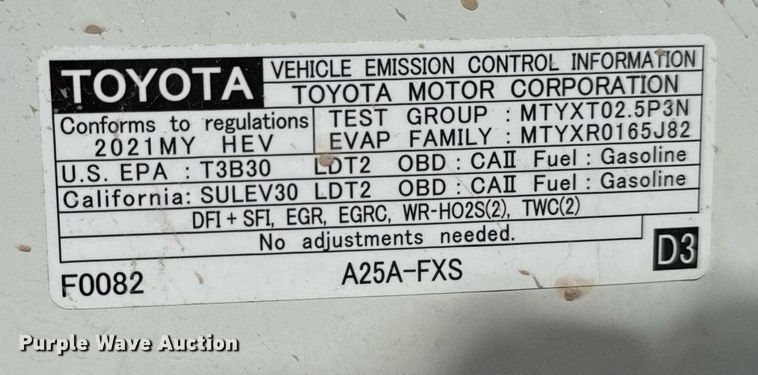 TOYOTA
VEHICLE EMISSION CONTROL INFORMATION
TOYOTA MOTOR CORPORATION
Conforms to regulations
2021MY HEV
TEST GROUP : MTYXT02.5P3N
EVAP FAMILY : MTYXR0165J82
U.S. EPA : T3B30 LDT2 OBD : CAⅡ Fuel : Gasoline
California: SULEV30 LDT2 OBD : CAⅡ Fuel : Gasoline
DFI + SFI, EGR, EGRC, WR-HO2S(2), TWC(2)
No adjustments needed.
F0082 A25A-FXS D3
Purple Wave Auction